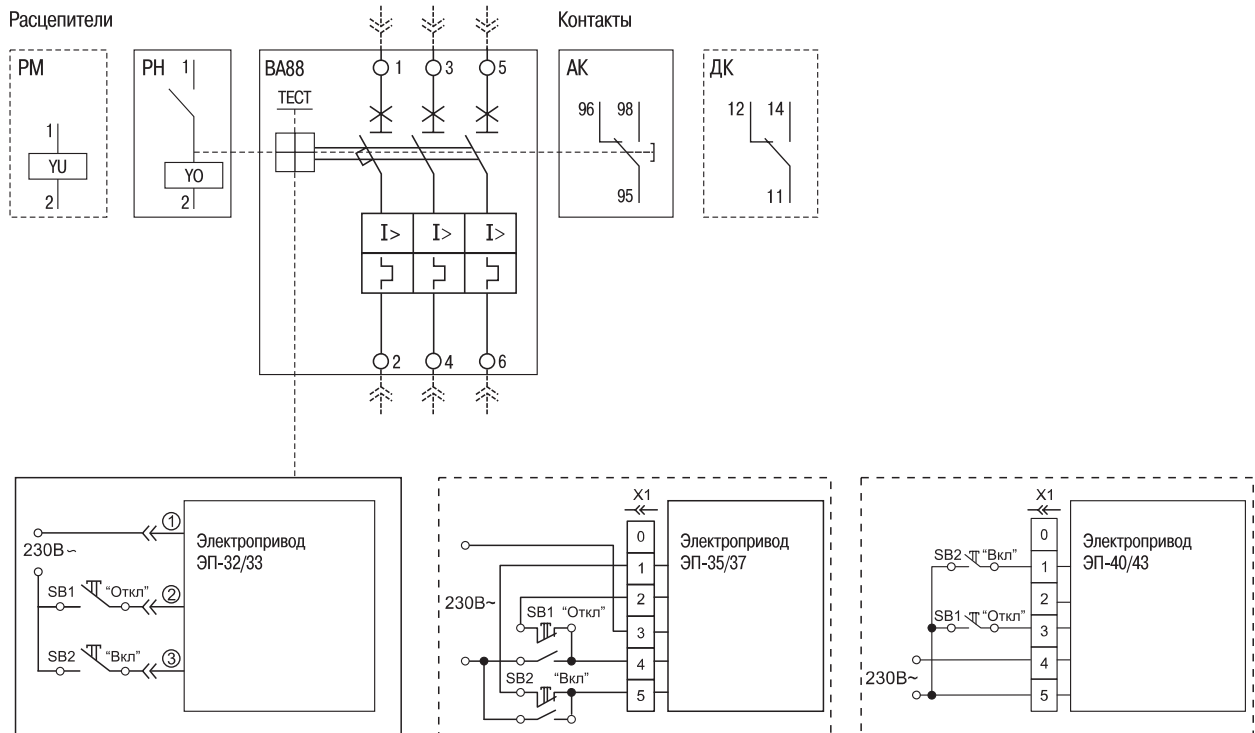 Расцепители
Контакты
РМ
1
YU
2
РН
1
YO
2
ВА88
ТЕСТ
1
3
5
I>
I>
I>
2
4
6
АК
96
98
95
ДК
12
14
11
230В~
1
SB1
"Откл"
2
SB2
"Вкл"
3
Электропривод
ЭП-32/33
X1
0
1
2
3
4
5
230В~
SB1
"Откл"
SB2
"Вкл"
Электропривод
ЭП-35/37
X1
0
1
2
3
4
5
SB2
"Вкл"
SB1
"Откл"
230В~
Электропривод
ЭП-40/43